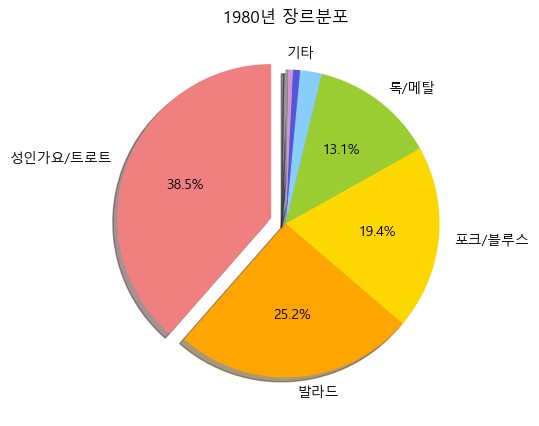 1980년 장르분포
기타
톡/메탈
13.1%
성인가요/트로트
38.5%
19.4%
포크/블루스
25.2%
발라드